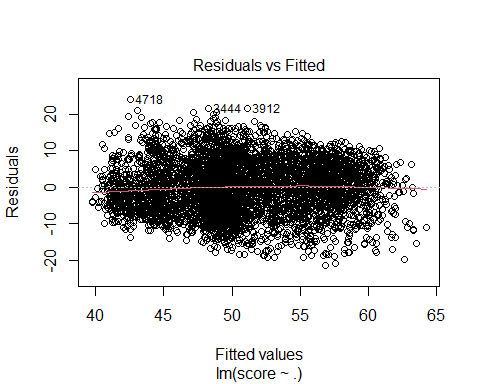 Residuals vs Fitted
4718
3444
3912
20
10
0
-10
-20
Residuals
40 45 50 55 60 65
Fitted values
lm(score ~ .)